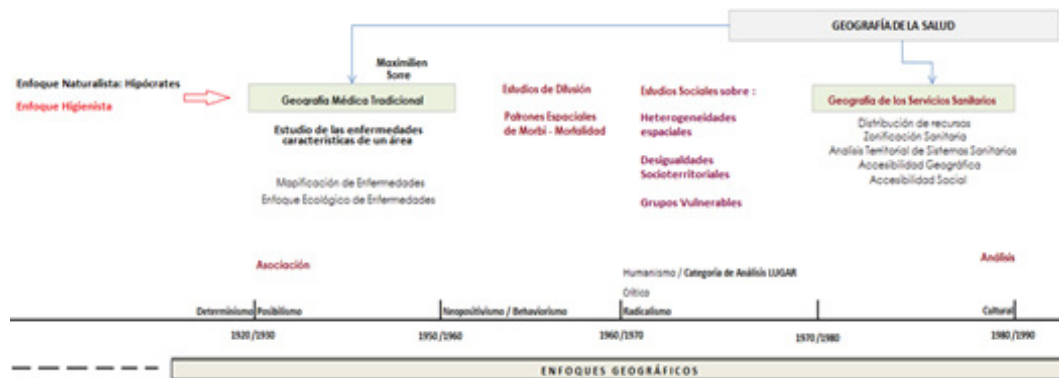 GEOGRAFÍA DE LA SALUD
Maximilien
Sorre
Enfoque Naturalista: Hipócrates
Enfoque Higienista
Geografía Médica Tradicional
Estudio de las enfermedades
características de un área
Mapificación de Enfermedades
Enfoque Ecológico de Enfermedades
Estudios de Difusión
Patrones Espaciales
de Morbi - Mortalidad
Estudios Sociales sobre :
Heterogeneidades
espaciales
Desigualdades
Socioterritoriales
Grupos Vulnerables
Geografía de los Servicios Sanitarios
Distribución de recursos
Zonificación Sanitaria
Análisis Territorial de Sistemas Sanitarios
Accesibilidad Geográfica
Accesibilidad Social
Asociación
Análisis
Humanismo / Categoría de Análisis LUGAR
Crítica
Determinismo Posibilismo
Neopositivismo / Behaviorismo
Radicalismo
Cultural
1920/1930
1950/1960
1960/1970
1970/1980
1980/1990
ENFOQUES GEOGRÁFICOS